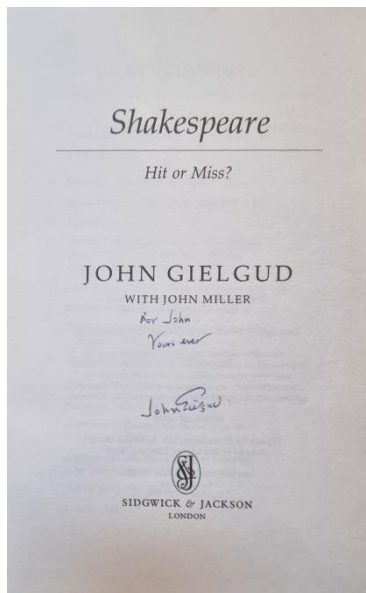 Shakespeare
Hit or Miss?
JOHN GIELGUD
WITH JOHN MILLER
For John.
Yours ever
John Gielgud.
SIDGWICK & JACKSON
LONDON